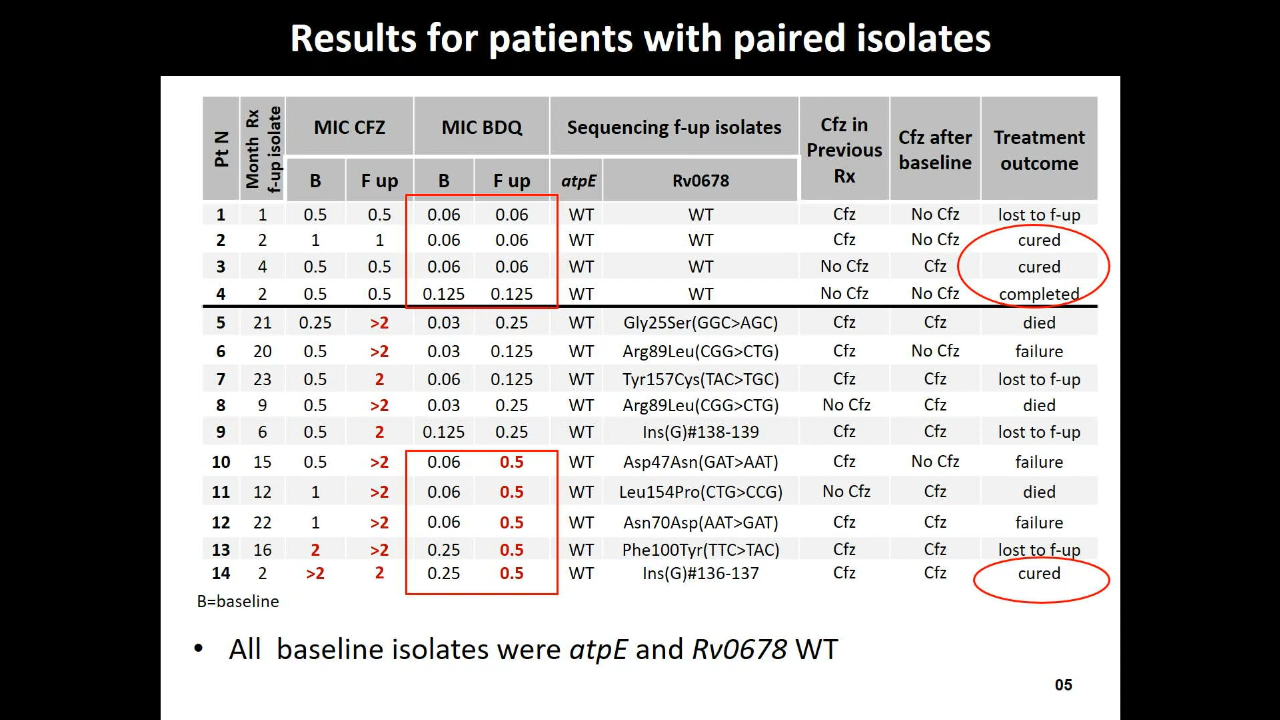 Results for patients with paired isolates
Pt N Month Rx f-up isolate MIC CFZ MIC BDQ Sequencing f-up isolates Cfz in Previous Rx Cfz after baseline Treatment outcome
B F up B F up atpE Rv0678
1 1 0.5 0.5 0.06 0.06 WT WT Cfz No Cfz lost to f-up
2 2 1 1 0.06 0.06 WT WT Cfz No Cfz cured
3 4 0.5 0.5 0.06 0.06 WT WT No Cfz Cfz cured
4 2 0.5 0.5 0.125 0.125 WT WT No Cfz No Cfz completed
5 21 0.25 >2 0.03 0.25 WT Gly25Ser(GGC>AGC) Cfz Cfz died
6 20 0.5 >2 0.03 0.125 WT Arg89Leu(CGG>CTG) Cfz No Cfz failure
7 23 0.5 2 0.06 0.125 WT Tyr157Cys(TAC>TGC) Cfz Cfz lost to f-up
8 9 0.5 >2 0.03 0.25 WT Arg89Leu(CGG>CTG) No Cfz Cfz died
9 6 0.5 2 0.125 0.25 WT Ins(G)#138-139 Cfz Cfz lost to f-up
10 15 0.5 >2 0.06 0.5 WT Asp47Asn(GAT>AAT) Cfz No Cfz failure
11 12 1 >2 0.06 0.5 WT Leu154Pro(CTG>CCG) No Cfz Cfz died
12 22 1 >2 0.06 0.5 WT Asn70Asp(AAT>GAT) Cfz Cfz failure
13 16 2 >2 0.25 0.5 WT Phe100Tyr(TTC>TAC) Cfz Cfz lost to f-up
14 2 >2 2 0.25 0.5 WT Ins(G)#136-137 Cfz Cfz cured
B=baseline
• All baseline isolates were atpE and Rv0678 WT
05